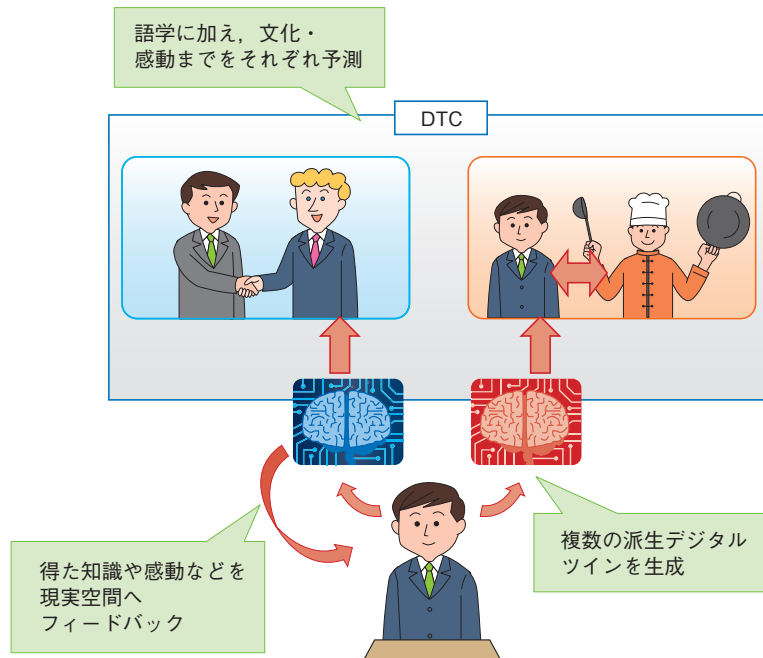 語学に加え，文化・
感動までをそれぞれ予測
DTC
得た知識や感動などを
現実空間へ
フィードバック
複数の派生デジタル
ツインを生成